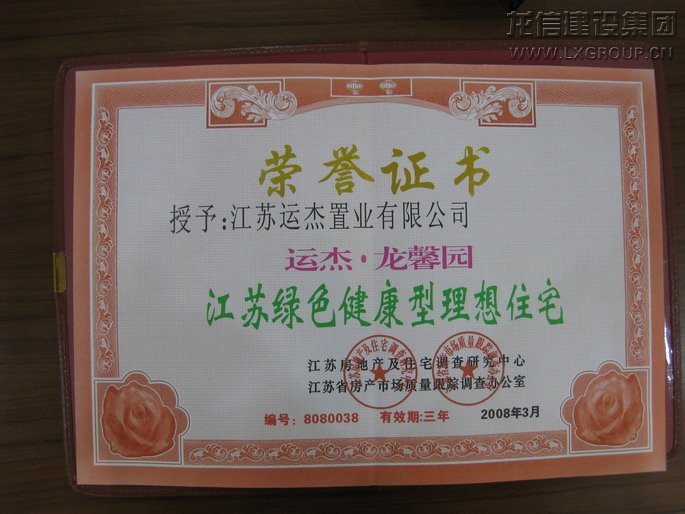 龙信建设集团
WWW.LXGROUP.CN
荣誉证书
授予:江苏运杰置业有限公司
运杰·龙馨园
江苏绿色健康型理想住宅
江苏房地产及住宅调查研究中心
江苏省房产市场质量跟踪调查办公室
编号:8080038 有效期:三年 2008年3月